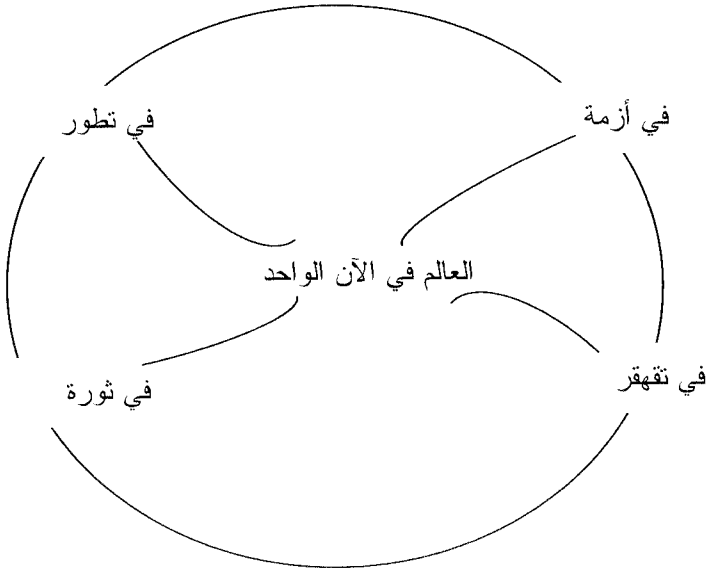 في أزمة
في تطور
العالم في الآن الواحد
في تقهقر
في ثورة